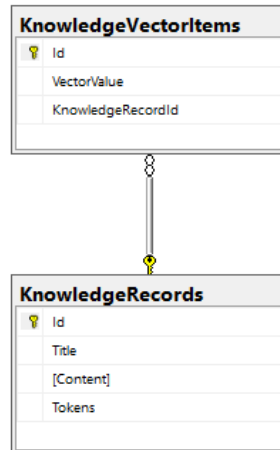 KnowledgeVectorItems
Id
VectorValue
KnowledgeRecordId
KnowledgeRecords
Id
Title
[Content]
Tokens